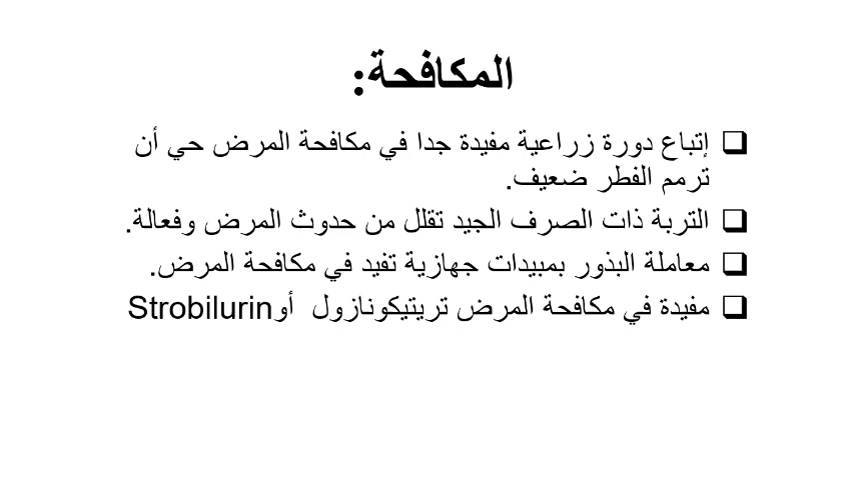 المكافحة:
❑ إتباع دورة زراعية مفيدة جدا في مكافحة المرض حي أن
ترمم الفطر ضعيف.
❑ التربة ذات الصرف الجيد تقلل من حدوث المرض وفعالة.
❑ معاملة البذور بمبيدات جهازية تفيد في مكافحة المرض.
❑ مفيدة في مكافحة المرض تريتيكونازول أوStrobilurin